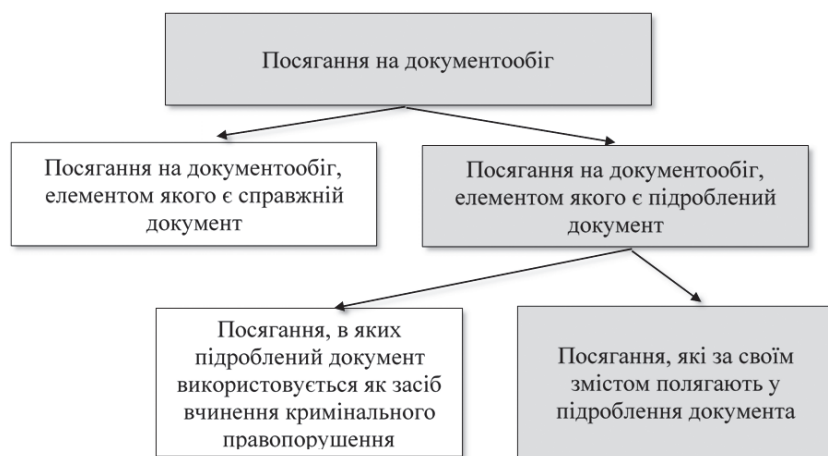 Посягання на документообіг
Посягання на документообіг,
елементом якого є справжній
документ
Посягання на документообіг,
елементом якого є підроблений
документ
Посягання, в яких
підроблений документ
використовується як засіб
вчинення кримінального
правопорушення
Посягання, які за своїм
змістом полягають у
підроблення документа